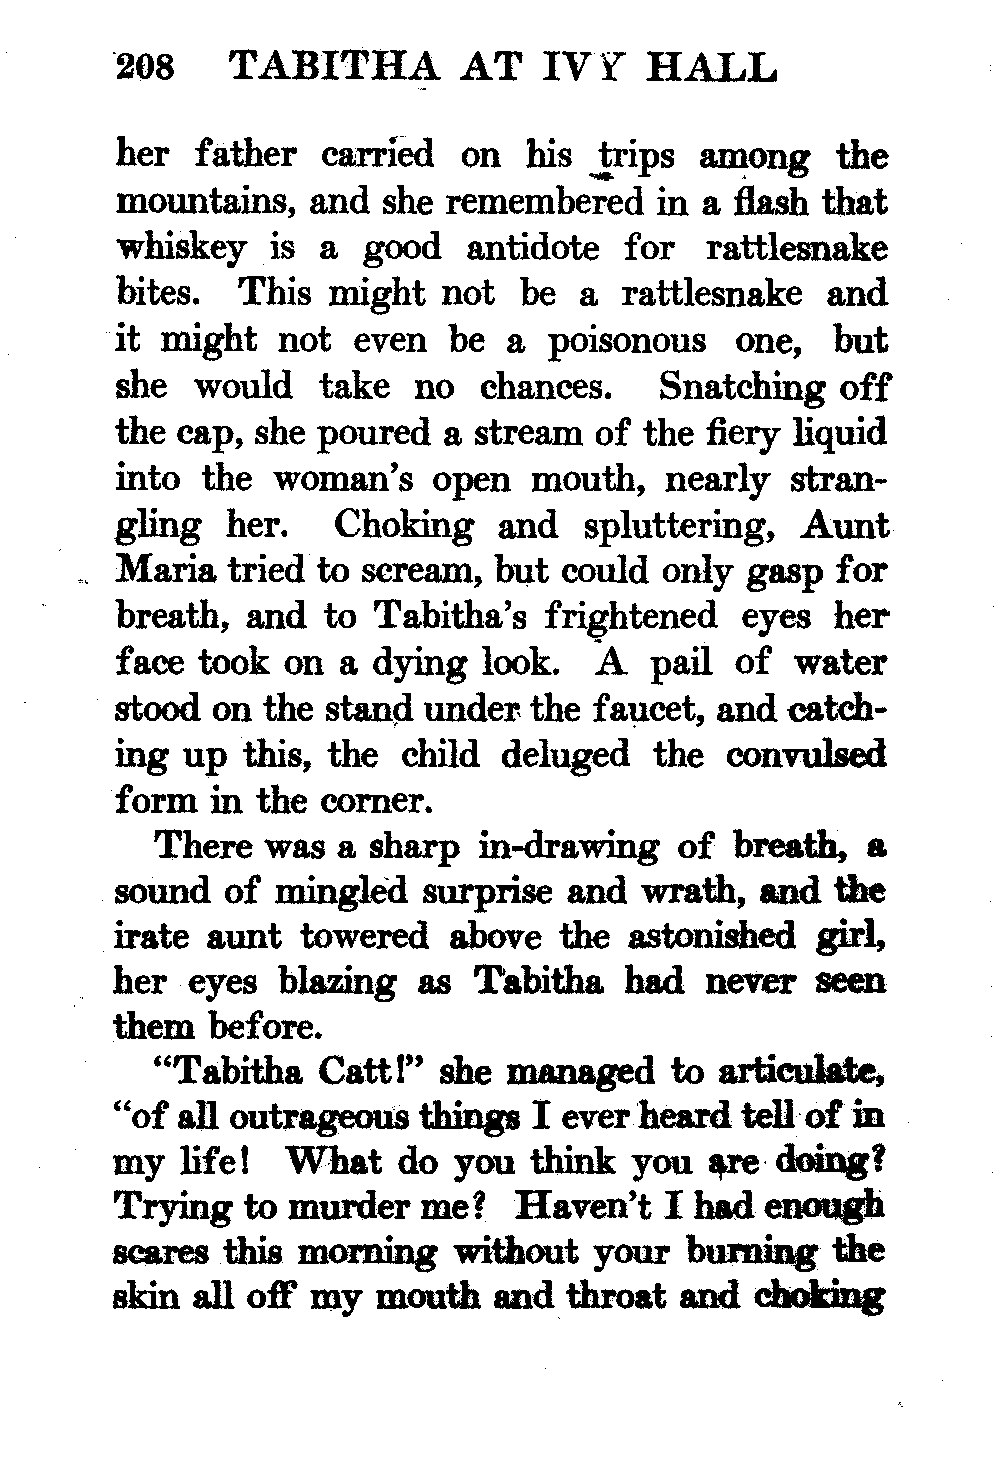 208 TABITHA AT IVY HALL
her father carried on his trips among the
mountains, and she remembered in a flash that
whiskey is a good antidote for rattlesnake
bites. This might not be a rattlesnake and
it might not even be a poisonous one, but
she would take no chances. Snatching off
the cap, she poured a stream of the fiery liquid
into the woman's open mouth, nearly stran-
gling her. Choking and spluttering, Aunt
Maria tried to scream, but could only gasp for
breath, and to Tabitha's frightened eyes her
face took on a dying look. A pail of water
stood on the stand under the faucet, and catch-
ing up this, the child deluged the convulsed
form in the corner.
There was a sharp in-drawing of breath, a
sound of mingled surprise and wrath, and the
irate aunt towered above the astonished girl,
her eyes blazing as Tabitha had never seen
them before.
“Tabitha Catt!” she managed to articulate,
“of all outrageous things I ever heard tell of in
my life! What do you think you are doing?
Trying to murder me? Haven't I had enough
scares this morning without your burning the
skin all off my mouth and throat and choking